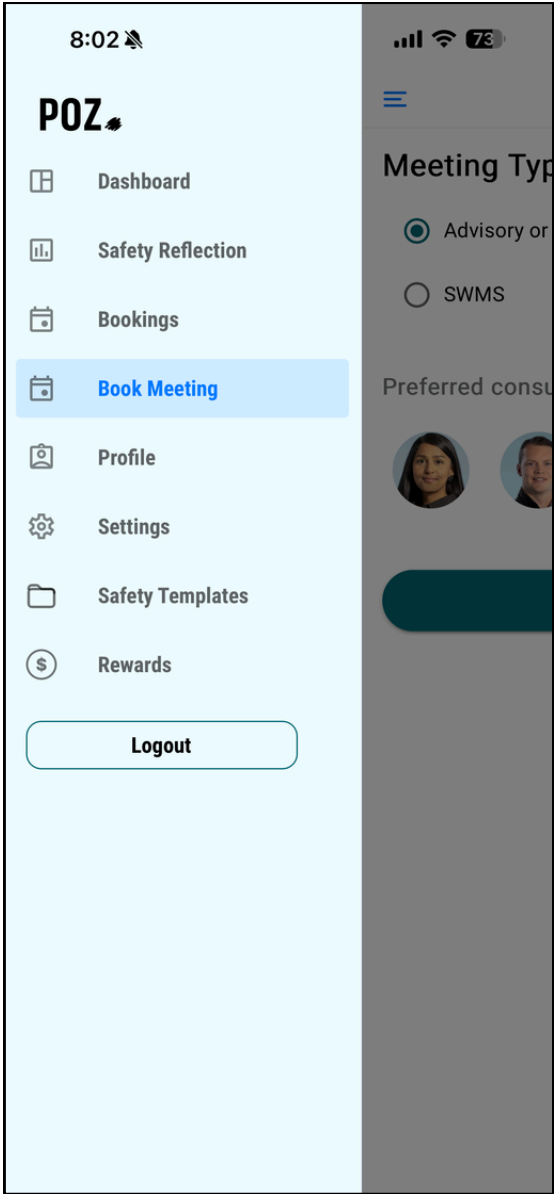 8:02
73
POZ.
Dashboard
Safety Reflection
Bookings
Book Meeting
Profile
Settings
Safety Templates
$
Rewards
Logout
Meeting Typ
Advisory or
SWMS
Preferred consu